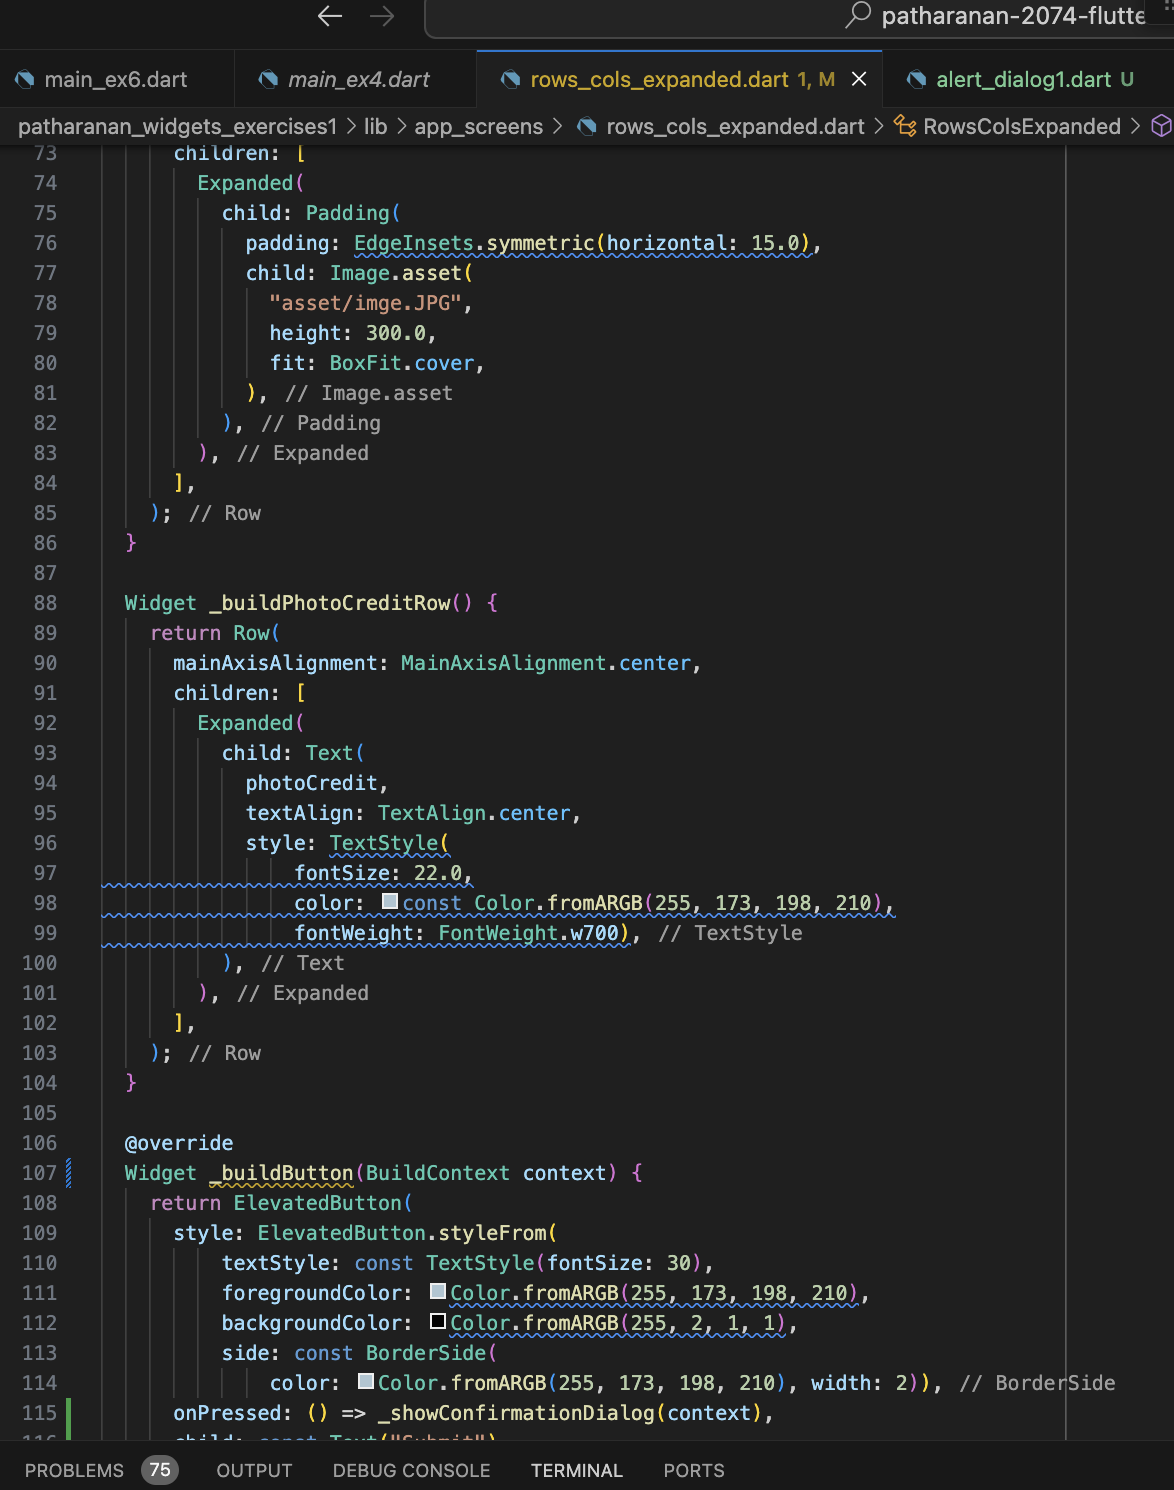 patharanan-2074-flutte
main_ex6.dart main_ex4.dart rows_cols_expanded.dart 1, M alert_dialog1.dart U
patharanan_widgets_exercises1 > lib > app_screens > rows_cols_expanded.dart > RowsColsExpanded >
73 children: [
74 Expanded(
75 child: Padding(
76 padding: EdgeInsets.symmetric(horizontal: 15.0),
77 child: Image.asset(
78 "asset/imge.JPG",
79 height: 300.0,
80 fit: BoxFit.cover,
81 ), // Image.asset
82 ), // Padding
83 ), // Expanded
84 ],
85 ); // Row
86 }
87
88 Widget _buildPhotoCreditRow() {
89 return Row(
90 mainAxisAlignment: MainAxisAlignment.center,
91 children: [
92 Expanded(
93 child: Text(
94 photoCredit,
95 textAlign: TextAlign.center,
96 style: TextStyle(
97 fontSize: 22.0,
98 color: const Color.fromARGB(255, 173, 198, 210),
99 fontWeight: FontWeight.w700), // TextStyle
100 ), // Text
101 ), // Expanded
102 ],
103 ); // Row
104 }
105
106 @override
107 Widget _buildButton(BuildContext context) {
108 return ElevatedButton(
109 style: ElevatedButton.styleFrom(
110 textStyle: const TextStyle(fontSize: 30),
111 foregroundColor: Color.fromARGB(255, 173, 198, 210),
112 backgroundColor: Color.fromARGB(255, 2, 1, 1),
113 side: const BorderSide(
114 color: Color.fromARGB(255, 173, 198, 210), width: 2)), // BorderSide
115 onPressed: () => _showConfirmationDialog(context),
116 child: const Text("Submit")
PROBLEMS 75 OUTPUT DEBUG CONSOLE TERMINAL PORTS